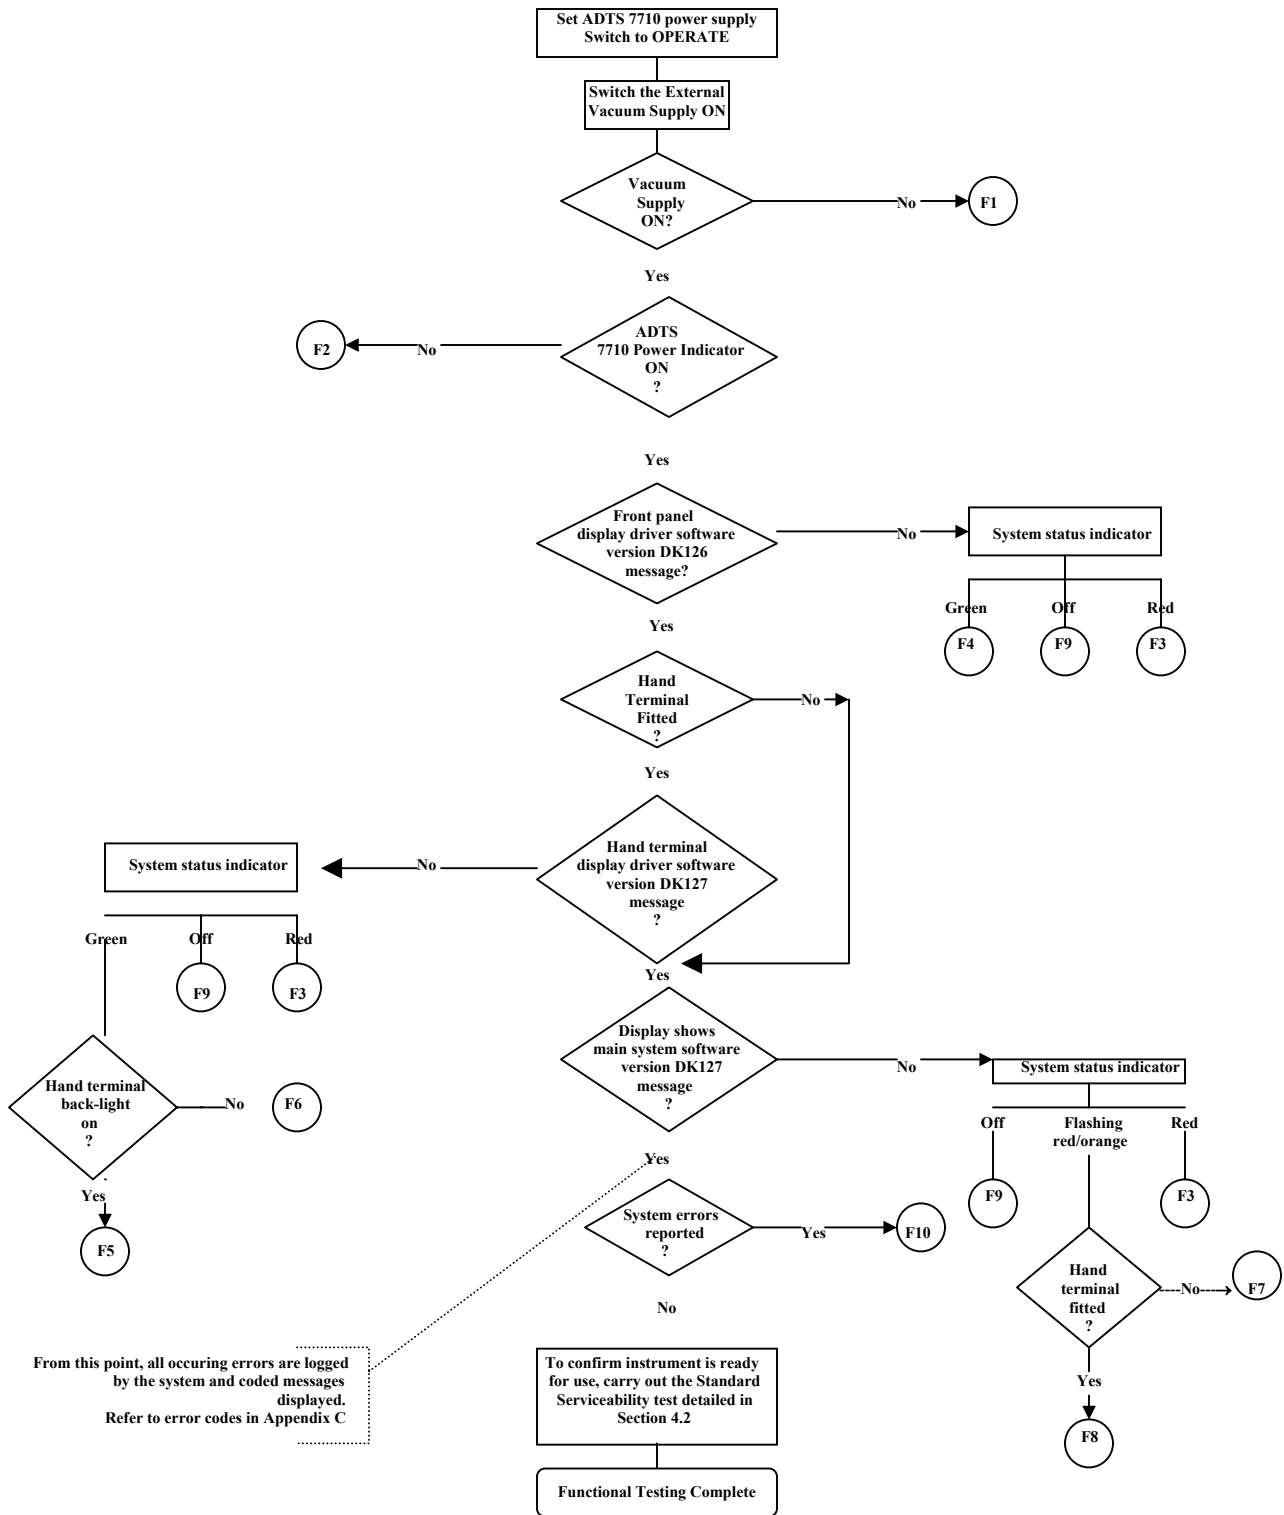 Set ADTS 7710 power supply
Switch to OPERATE
Switch the External
Vacuum Supply ON
Vacuum
Supply
ON?
No
F1
Yes
ADTS
7710 Power Indicator
ON
?
No
F2
Yes
Front panel
display driver software
version DK126
message?
No
System status indicator
Green
Off
Red
F4
F9
F3
Yes
Hand
Terminal
Fitted
?
No
Yes
Hand terminal
display driver software
version DK127
message
?
No
System status indicator
Green
Off
Red
F9
F3
Hand terminal
back-light
on
?
No
F6
Yes
F5
Yes
Display shows
main system software
version DK127
message
?
No
System status indicator
Off
Flashing
red/orange
Red
F9
F3
Hand
terminal
fitted
?
No
F7
Yes
F8
Yes
System errors
reported
?
Yes
F10
No
From this point, all occuring errors are logged
by the system and coded messages
displayed.
Refer to error codes in Appendix C
To confirm instrument is ready
for use, carry out the Standard
Serviceability test detailed in
Section 4.2
Functional Testing Complete